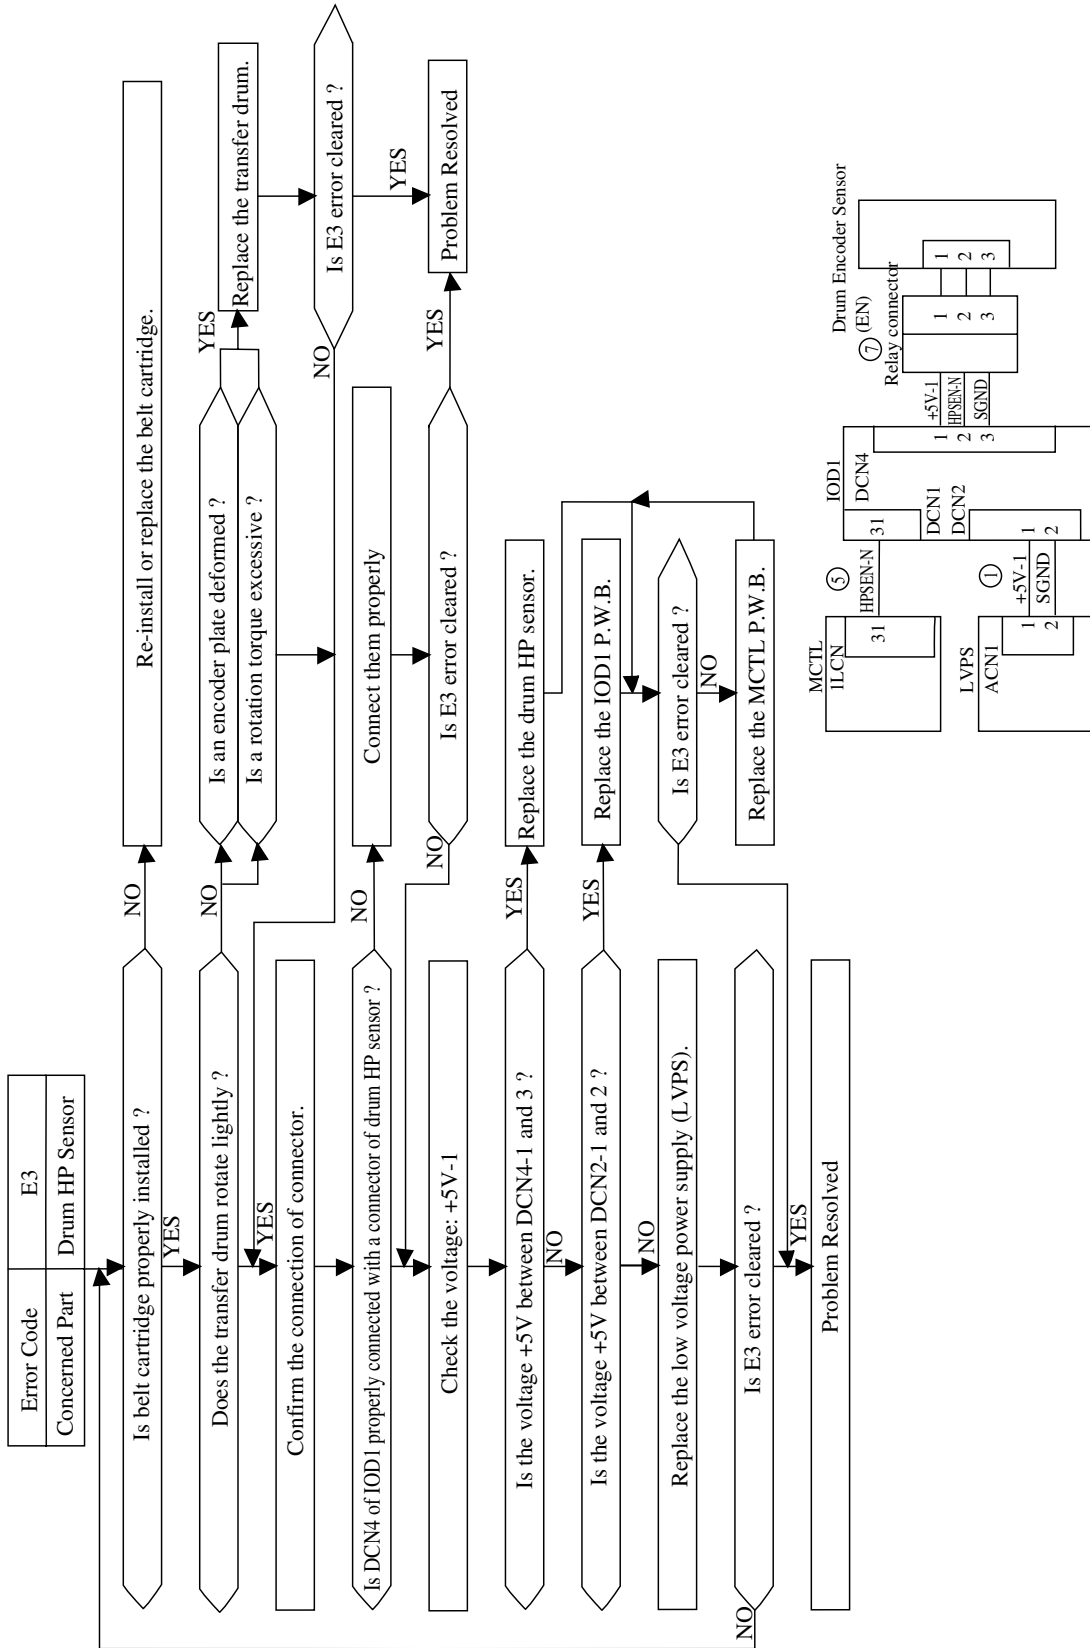 Error Code E3
Concerned Part Drum HP Sensor
Is belt cartridge properly installed ?
NO
Re-install or replace the belt cartridge.
YES
Does the transfer drum rotate lightly ?
NO
Is an encoder plate deformed ?
Is a rotation torque excessive ?
YES
Replace the transfer drum.
Is E3 error cleared ?
NO
YES
Problem Resolved
YES
Confirm the connection of connector.
Is DCN4 of IOD1 properly connected with a connector of drum HP sensor ?
NO
Connect them properly
Is E3 error cleared ?
YES
NO
Check the voltage: +5V-1
Is the voltage +5V between DCN4-1 and 3 ?
YES
Replace the drum HP sensor.
NO
Is the voltage +5V between DCN2-1 and 2 ?
YES
Replace the IOD1 P.W.B.
Is E3 error cleared ?
NO
Replace the MCTL P.W.B.
NO
Replace the low voltage power supply (LVPS).
Is E3 error cleared ?
NO
YES
Problem Resolved
MCTL
1LCN
31
5
HPSEN-N
31
IOD1
DCN4
DCN1
DCN2
LVPS
ACN1
1
2
1
+5V-1
SGND
1
2
1
2
3
+5V-1
HPSEN-N
SGND
7
Relay connector
(EN)
1
2
3
Drum Encoder Sensor
1
2
3